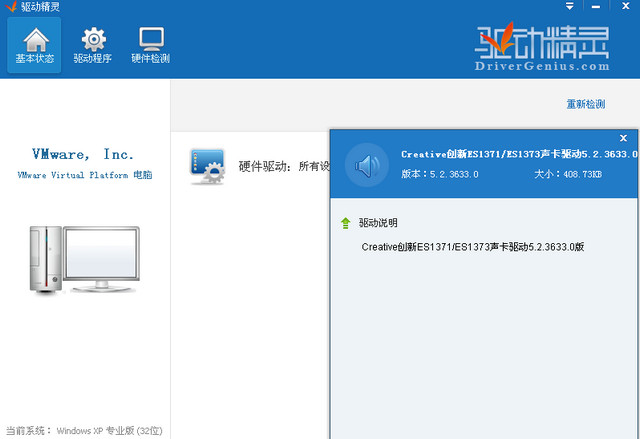 驱动精灵
基本状态
驱动程序
硬件检测
驱动精灵
DriverGenius.com
重新检测
VMware, Inc.
VMware Virtual Platform 电脑
硬件驱动：所有设
Creative创新ES1371/ES1373声卡驱动5.2.3633.0
版本：5.2.3633.0
大小：408.73KB
驱动说明
Creative创新ES1371/ES1373声卡驱动5.2.3633.0版
当前系统： Windows XP 专业版 (32位)